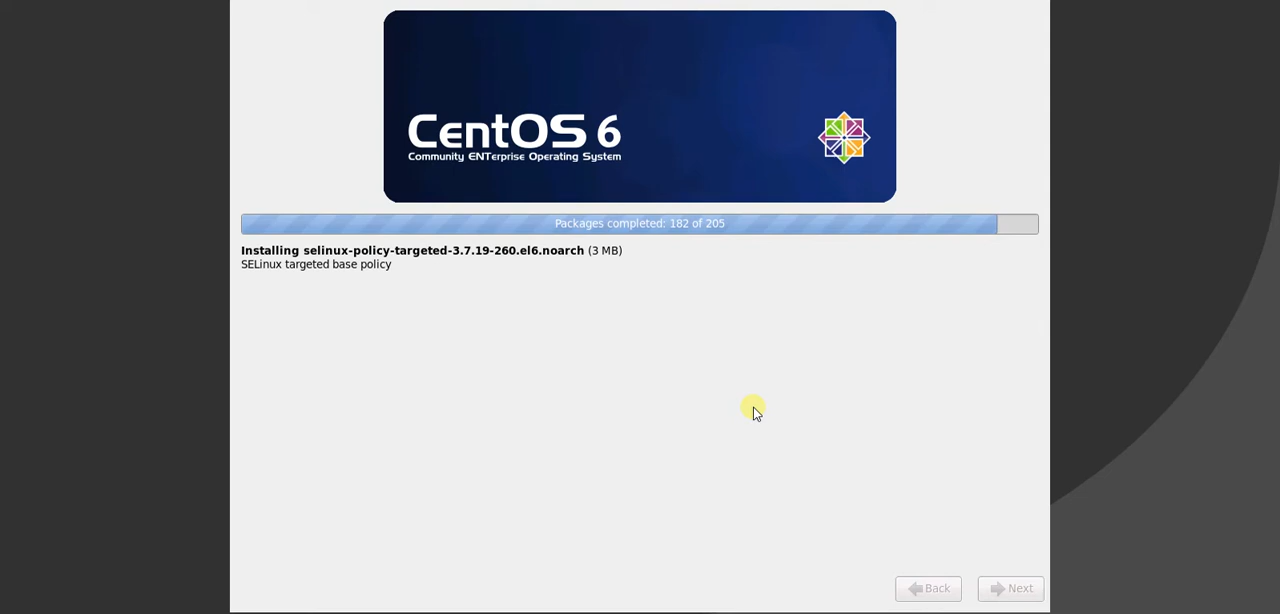 CentOS 6
Community ENTerprise Operating System
Packages completed: 182 of 205
Installing selinux-policy-targeted-3.7.19-260.el6.noarch (3 MB)
SELinux targeted base policy
Back
Next